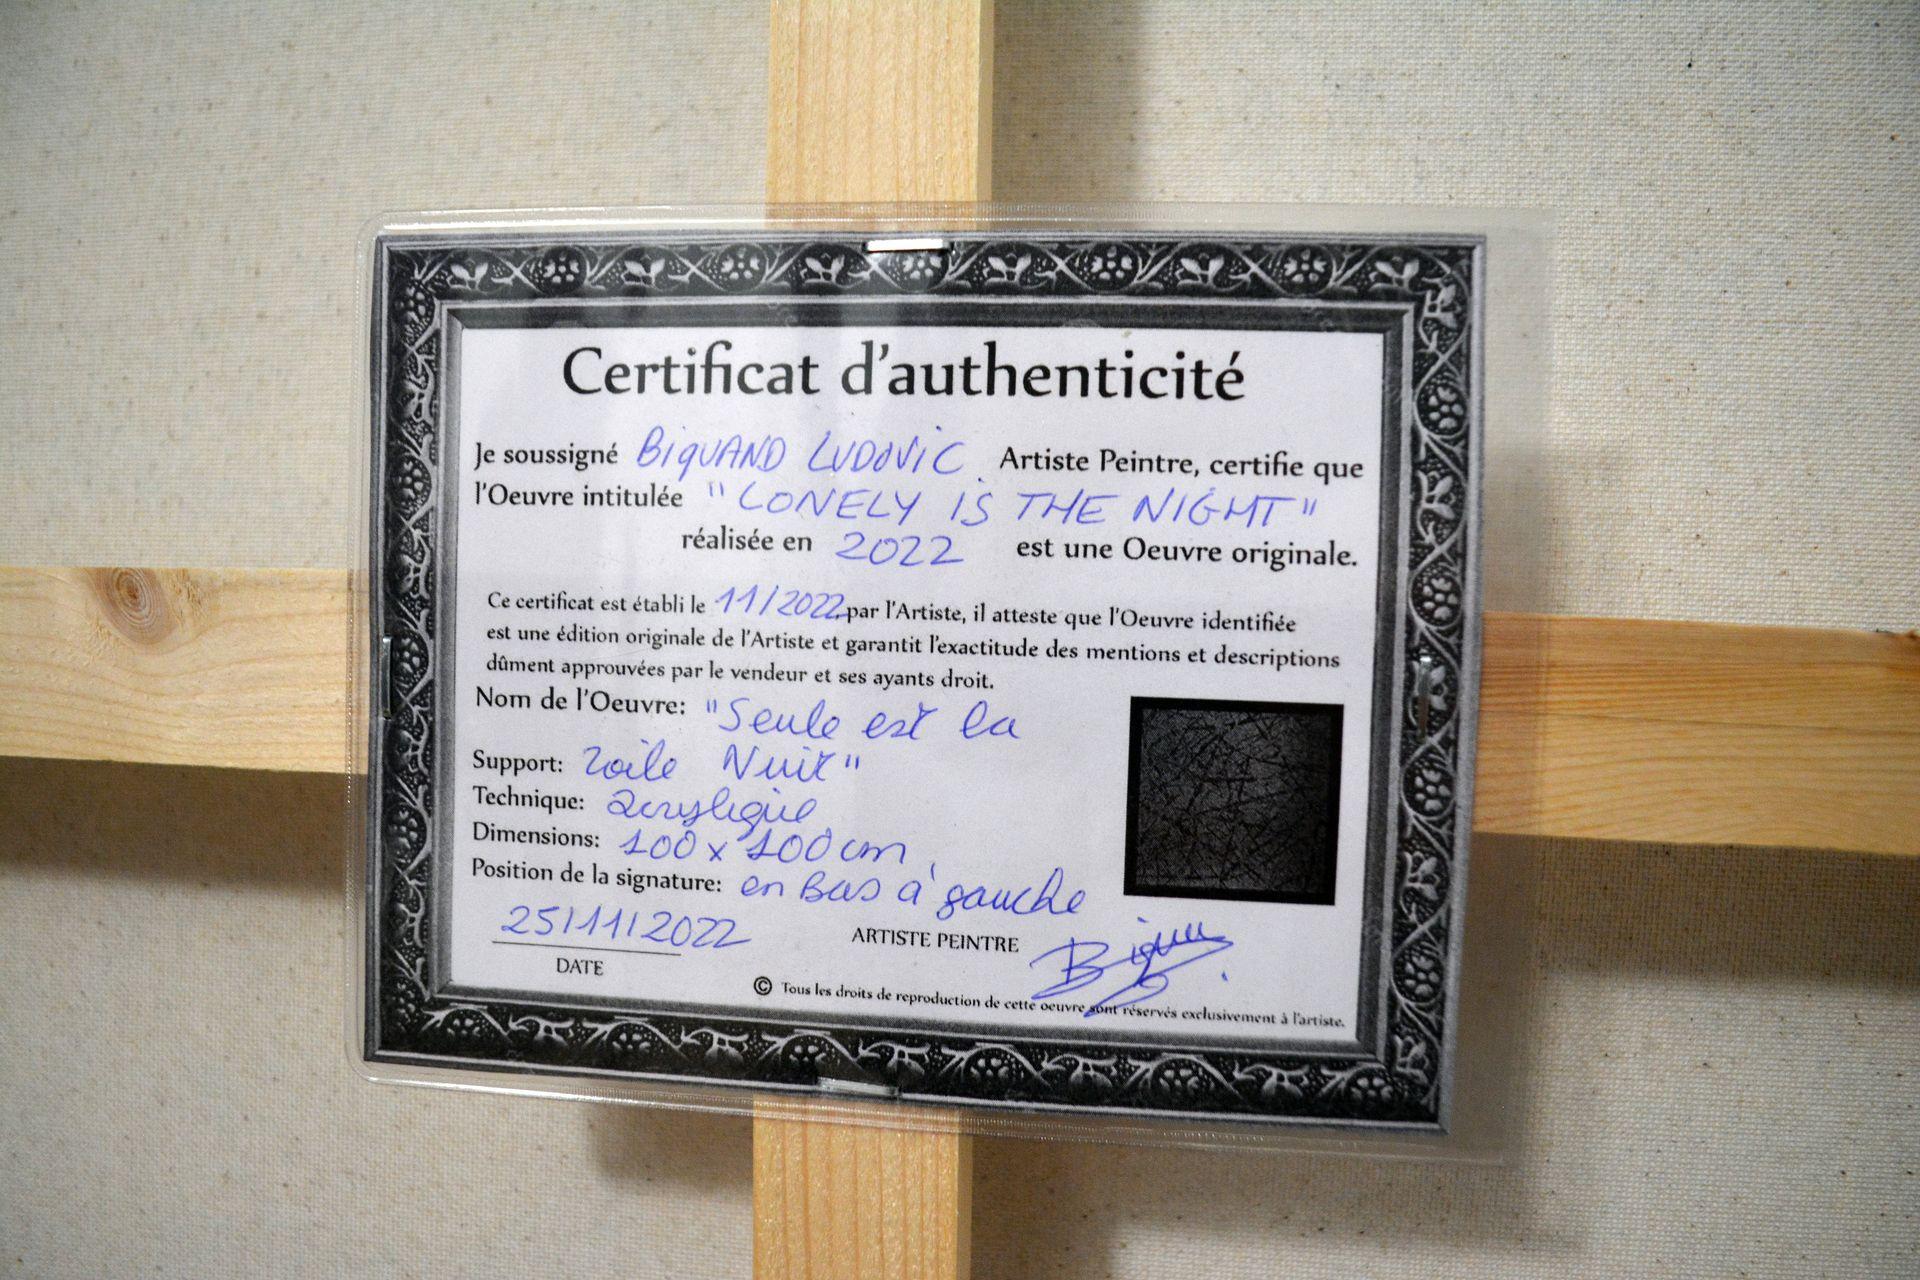 Certificat d'authenticité
Je soussigné BiqUAND LUDOViC Artiste Peintre, certifie que
l'Oeuvre intitulée "LONELY iS THE NiGHT"
réalisée en 2022 est une Oeuvre originale.
Ce certificat est établi le 11/2022 par l'Artiste, il atteste que l'Oeuvre identifiée
est une édition originale de l'Artiste et garantit l'exactitude des mentions et descriptions
dûment approuvées par le vendeur et ses ayants droit.
Nom de l'Oeuvre: "Seule est la
Nuit"
Support: Toile
Technique: acrylique
Dimensions: 100 x 100 cm
Position de la signature: en Bas à gauche
25/11/2022
DATE
ARTISTE PEINTRE
© Tous les droits de reproduction de cette oeuvre sont réservés exclusivement à l'artiste.